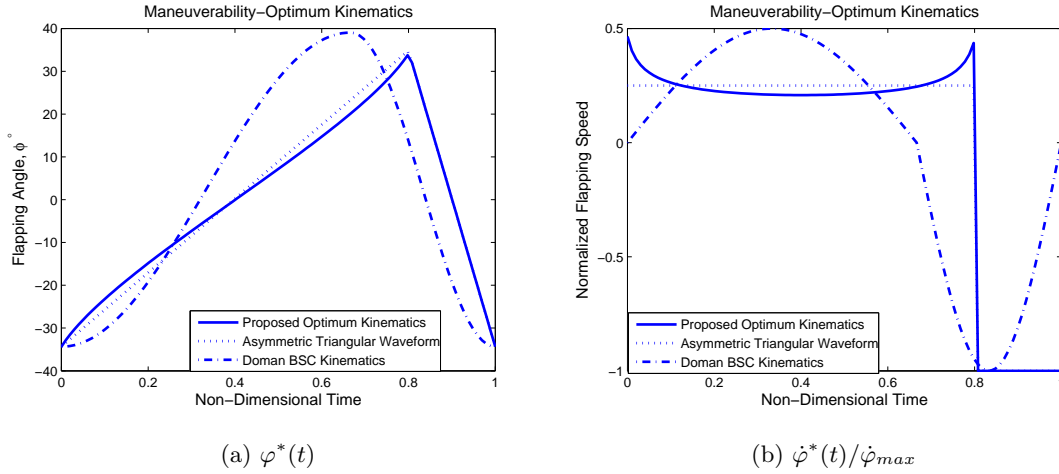 Maneuverability−Optimum Kinematics
40
30
20
10
0
−10
−20
−30
−40
Flapping Angle, ϕ °
0
0.2
0.4
0.6
0.8
1
Non−Dimensional Time
Proposed Optimum Kinematics
Asymmetric Triangular Waveform
Doman BSC Kinematics
(a) φ*(t)
Maneuverability−Optimum Kinematics
0.5
0
−0.5
−1
Normalized Flapping Speed
0
0.2
0.4
0.6
0.8
Non−Dimensional Time
Proposed Optimum Kinematics
Asymmetric Triangular Waveform
Doman BSC Kinematics
(b) φ̇*(t)/φ̇max